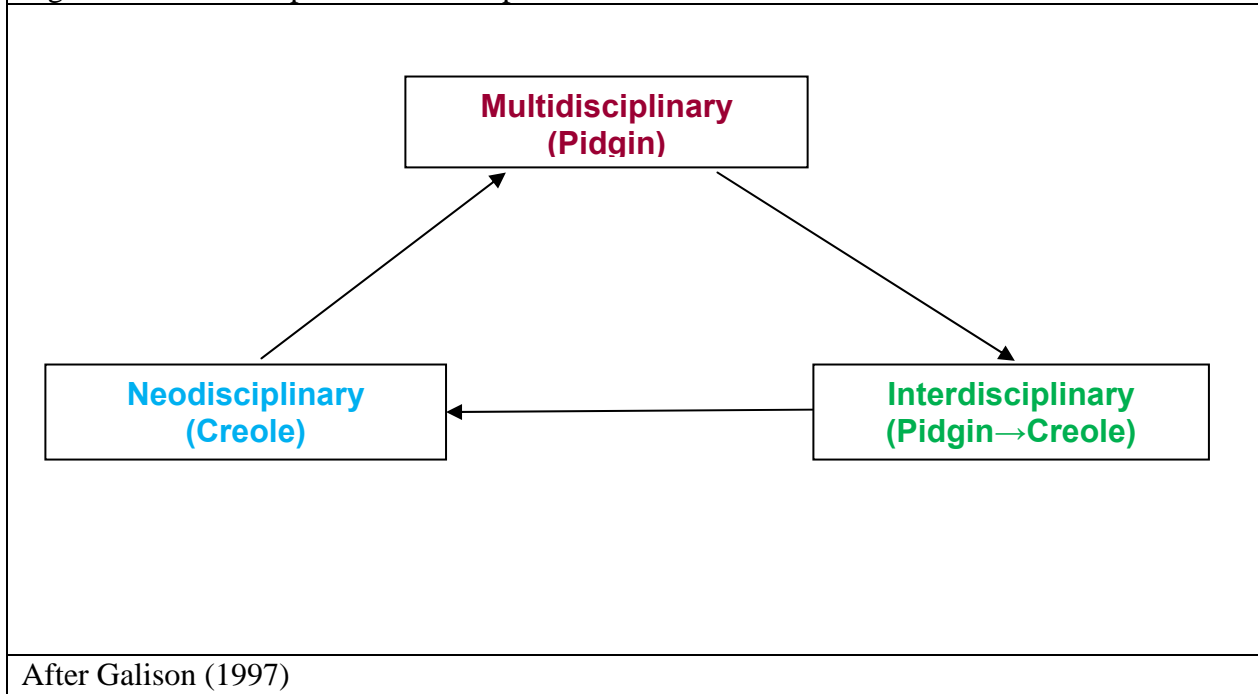 Multidisciplinary
(Pidgin)
Neodisciplinary
(Creole)
Interdisciplinary
(Pidgin→Creole)
After Galison (1997)